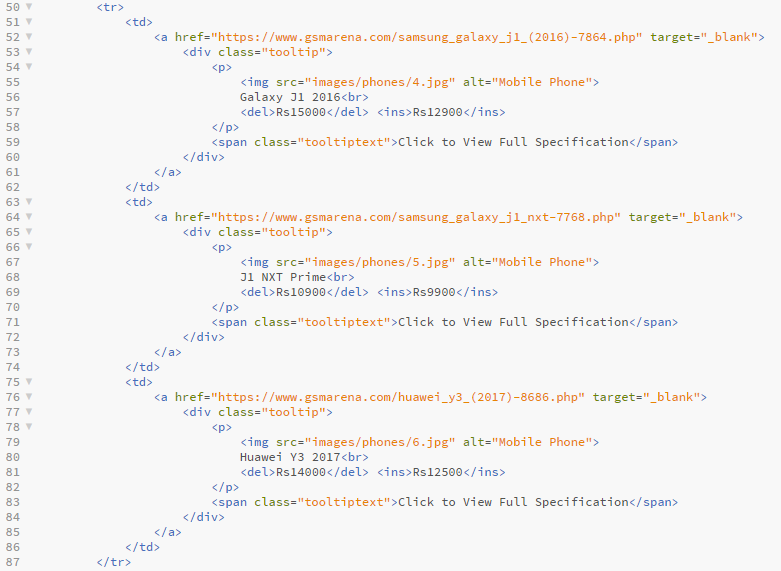 50 <tr>
51 <td>
52 <a href="https://www.gsmarena.com/samsung_galaxy_j1_(2016)-7864.php" target="_blank">
53 <div class="tooltip">
54 <p>
55 <img src="images/phones/4.jpg" alt="Mobile Phone">
56 Galaxy J1 2016<br>
57 <del>Rs15000</del> <ins>Rs12900</ins>
58 </p>
59 <span class="tooltiptext">Click to View Full Specification</span>
60 </div>
61 </a>
62 </td>
63 <td>
64 <a href="https://www.gsmarena.com/samsung_galaxy_j1_nxt-7768.php" target="_blank">
65 <div class="tooltip">
66 <p>
67 <img src="images/phones/5.jpg" alt="Mobile Phone">
68 J1 NXT Prime<br>
69 <del>Rs10900</del> <ins>Rs9900</ins>
70 </p>
71 <span class="tooltiptext">Click to View Full Specification</span>
72 </div>
73 </a>
74 </td>
75 <td>
76 <a href="https://www.gsmarena.com/huawei_y3_(2017)-8686.php" target="_blank">
77 <div class="tooltip">
78 <p>
79 <img src="images/phones/6.jpg" alt="Mobile Phone">
80 Huawei Y3 2017<br>
81 <del>Rs14000</del> <ins>Rs12500</ins>
82 </p>
83 <span class="tooltiptext">Click to View Full Specification</span>
84 </div>
85 </a>
86 </td>
87 </tr>